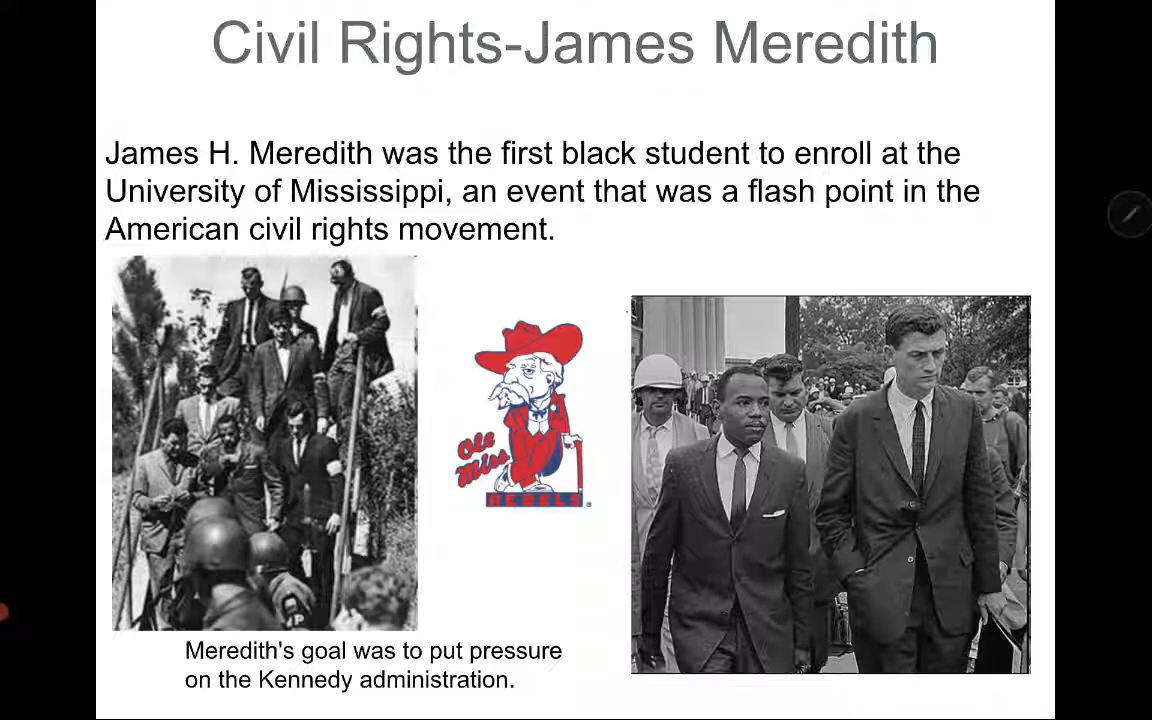 Civil Rights-James Meredith
James H. Meredith was the first black student to enroll at the
University of Mississippi, an event that was a flash point in the
American civil rights movement.
Ole
Miss
REBELS
MP
Meredith's goal was to put pressure
on the Kennedy administration.